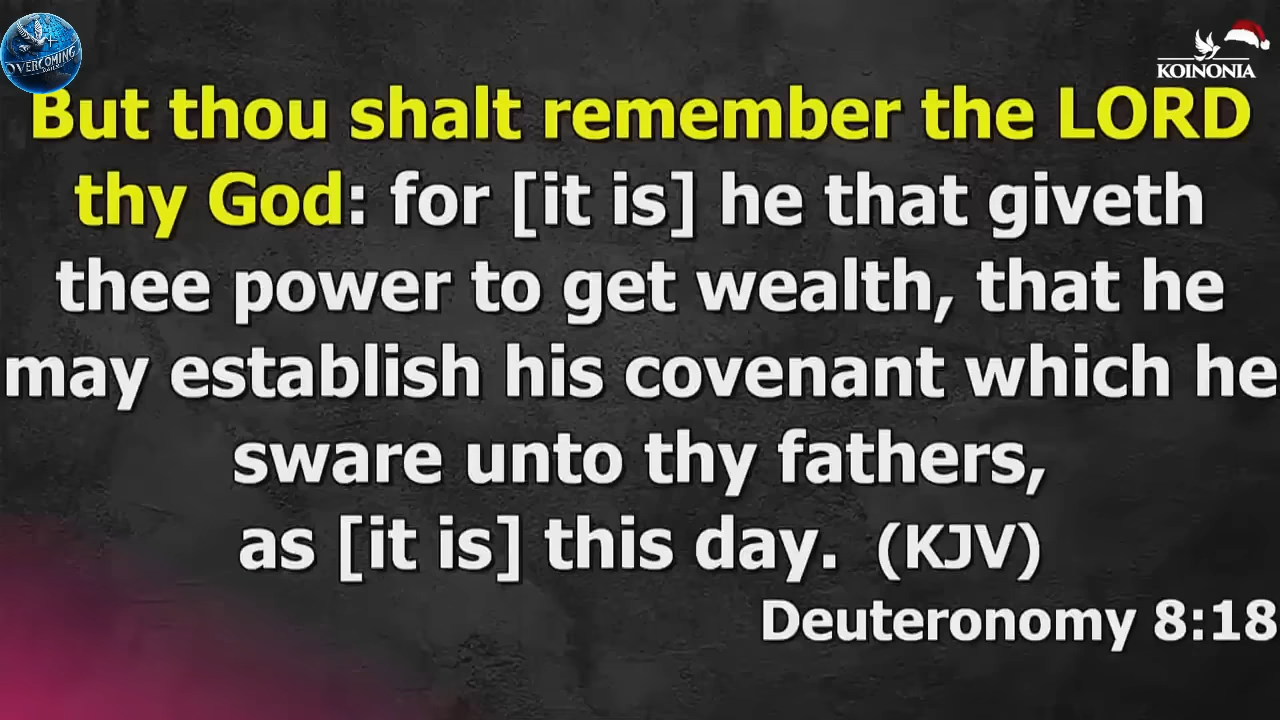 OVERCOMING
KOINONIA
But thou shalt remember the LORD
thy God: for [it is] he that giveth
thee power to get wealth, that he
may establish his covenant which he
sware unto thy fathers,
as [it is] this day. (KJV)
Deuteronomy 8:18